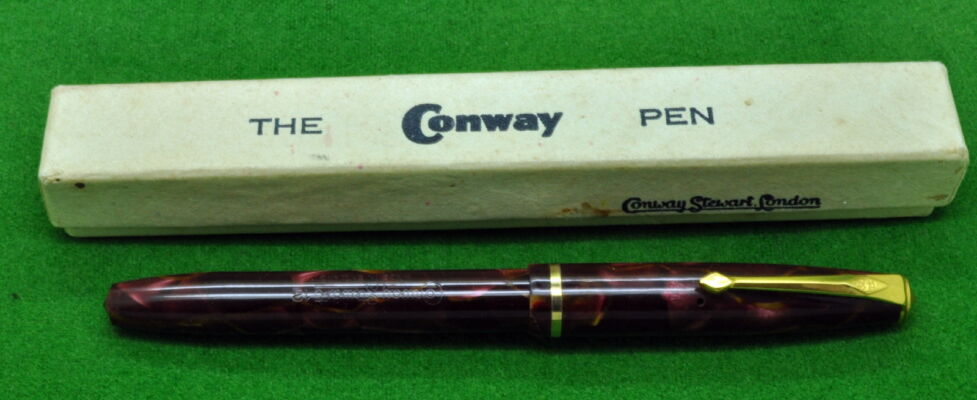 THE Conway PEN
Conway Stewart. London